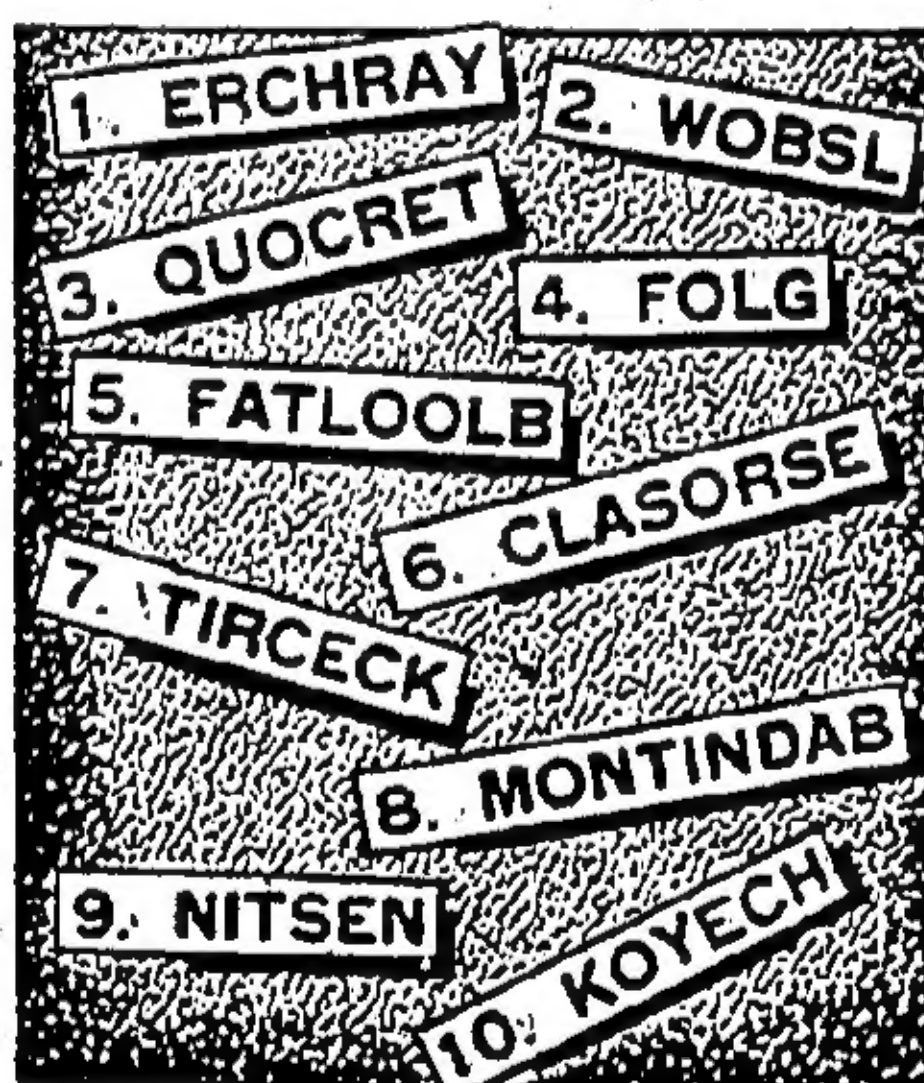 1. ERCHRAY
2. WOBSL
3. QUOCRET
4. FOLG
5. FATLOOLB
6. CLASORSE
7. TIRCECK
8. MONTINDAB
9. NITSEN
10. KOYECH